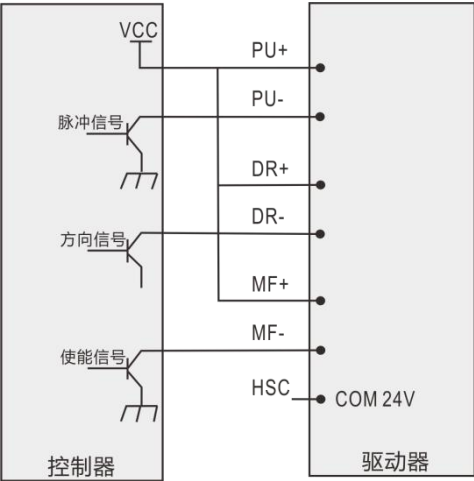 VCC
PU+
脉冲信号
PU-
DR+
方向信号
DR-
MF+
使能信号
MF-
HSC
COM 24V
控制器
驱动器